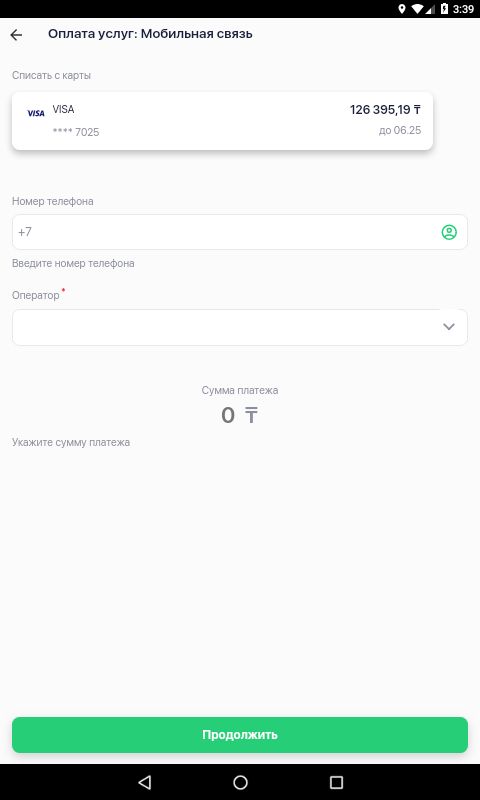 3:39
Оплата услуг: Мобильная связь
Списать с карты
VISA VISA 126 395,19 ₸
**** 7025 до 06.25
Номер телефона
+7
Введите номер телефона
Оператор*
Сумма платежа
0 ₸
Укажите сумму платежа
Продолжить